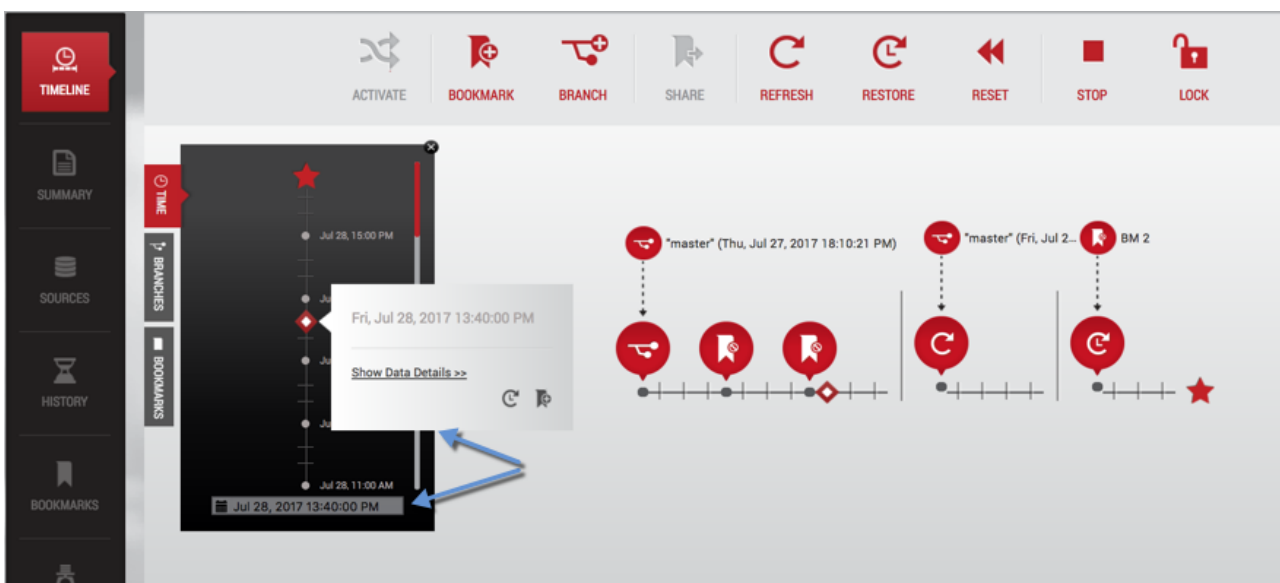 TIMELINE
ACTIVATE
BOOKMARK
BRANCH
SHARE
REFRESH
RESTORE
RESET
STOP
LOCK
SUMMARY
SOURCES
HISTORY
BOOKMARKS
TIME
BRANCHES
BOOKMARKS
Jul 28, 15:00 PM
Fri, Jul 28, 2017 13:40:00 PM
Show Data Details >>
Jul 28, 11:00 AM
Jul 28, 2017 13:40:00 PM
"master" (Thu, Jul 27, 2017 18:10:21 PM)
"master" (Fri, Jul 2...
BM 2